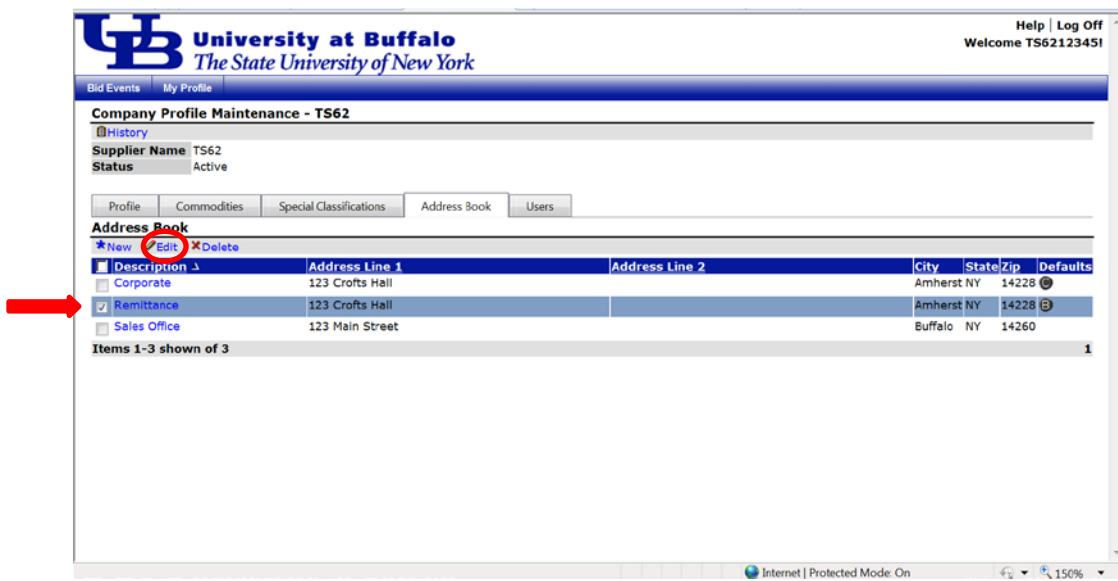 UB University at Buffalo
The State University of New York
Help | Log Off
Welcome TS6212345!
Bid Events My Profile
Company Profile Maintenance - TS62
History
Supplier Name TS62
Status Active
Profile Commodities Special Classifications Address Book Users
Address Book
New Edit Delete
Description Address Line 1 Address Line 2 City State Zip Defaults
Corporate 123 Crofts Hall Amherst NY 14228 C
Remittance 123 Crofts Hall Amherst NY 14228 B
Sales Office 123 Main Street Buffalo NY 14260
Items 1-3 shown of 3 1
Internet | Protected Mode: On 150%